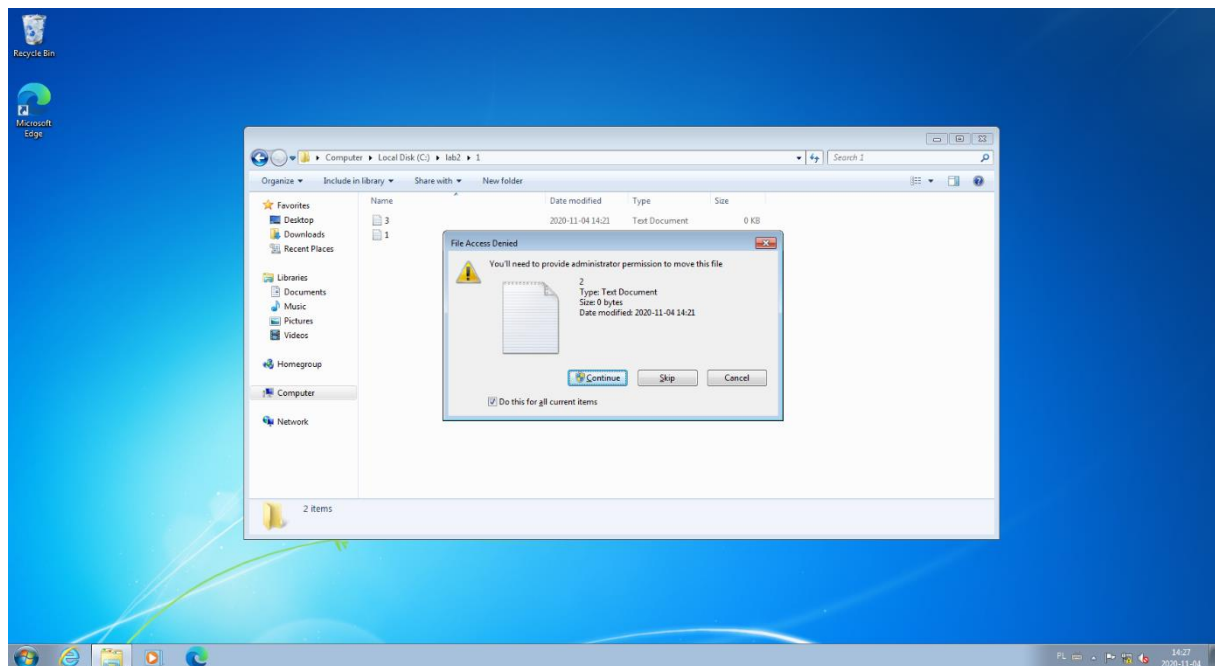 Recycle Bin
Microsoft
Edge
Computer ▸ Local Disk (C:) ▸ lab2 ▸ 1
Search 1
Organize
Include in library
Share with
New folder
Name
Date modified
Type
Size
Favorites
Desktop
Downloads
Recent Places
Libraries
Documents
Music
Pictures
Videos
Homegroup
Computer
Network
3
2020-11-04 14:21
Text Document
0 KB
1
File Access Denied
You'll need to provide administrator permission to move this file
2
Type: Text Document
Size: 0 bytes
Date modified: 2020-11-04 14:21
Continue
Skip
Cancel
Do this for all current items
2 items
PL
14:27
2020-11-04